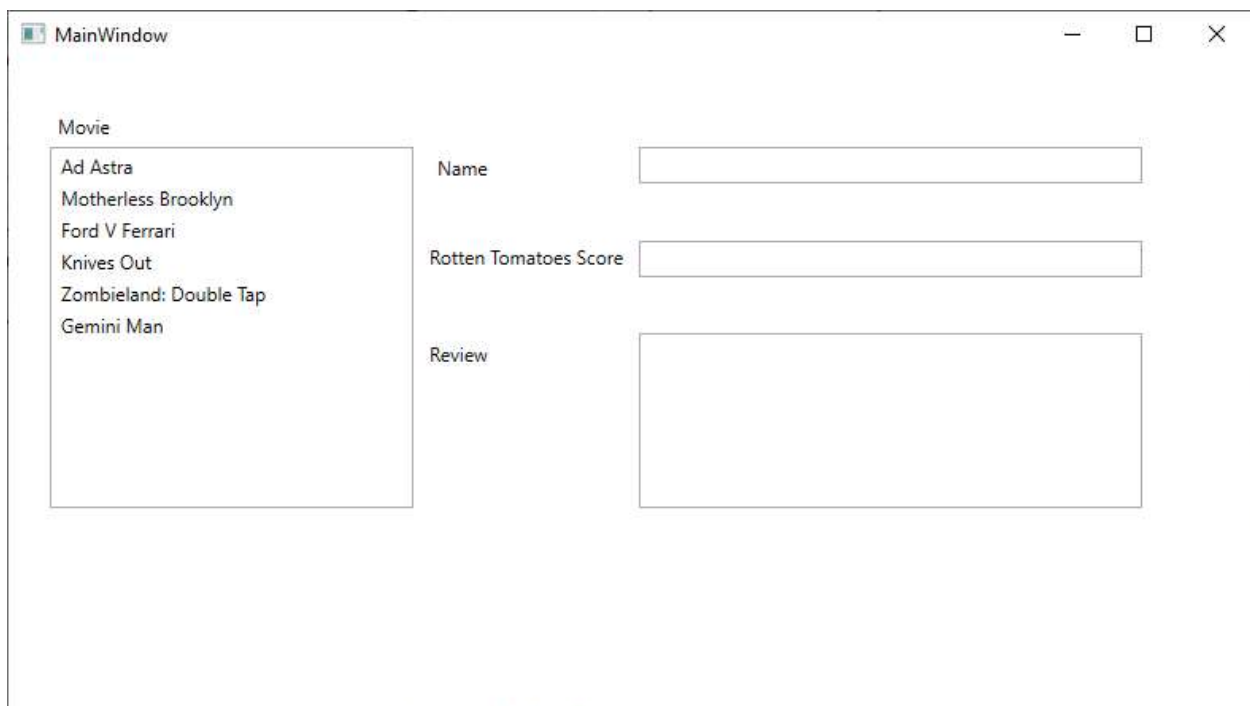 MainWindow
Movie
Ad Astra
Motherless Brooklyn
Ford V Ferrari
Knives Out
Zombieland: Double Tap
Gemini Man
Name
Rotten Tomatoes Score
Review